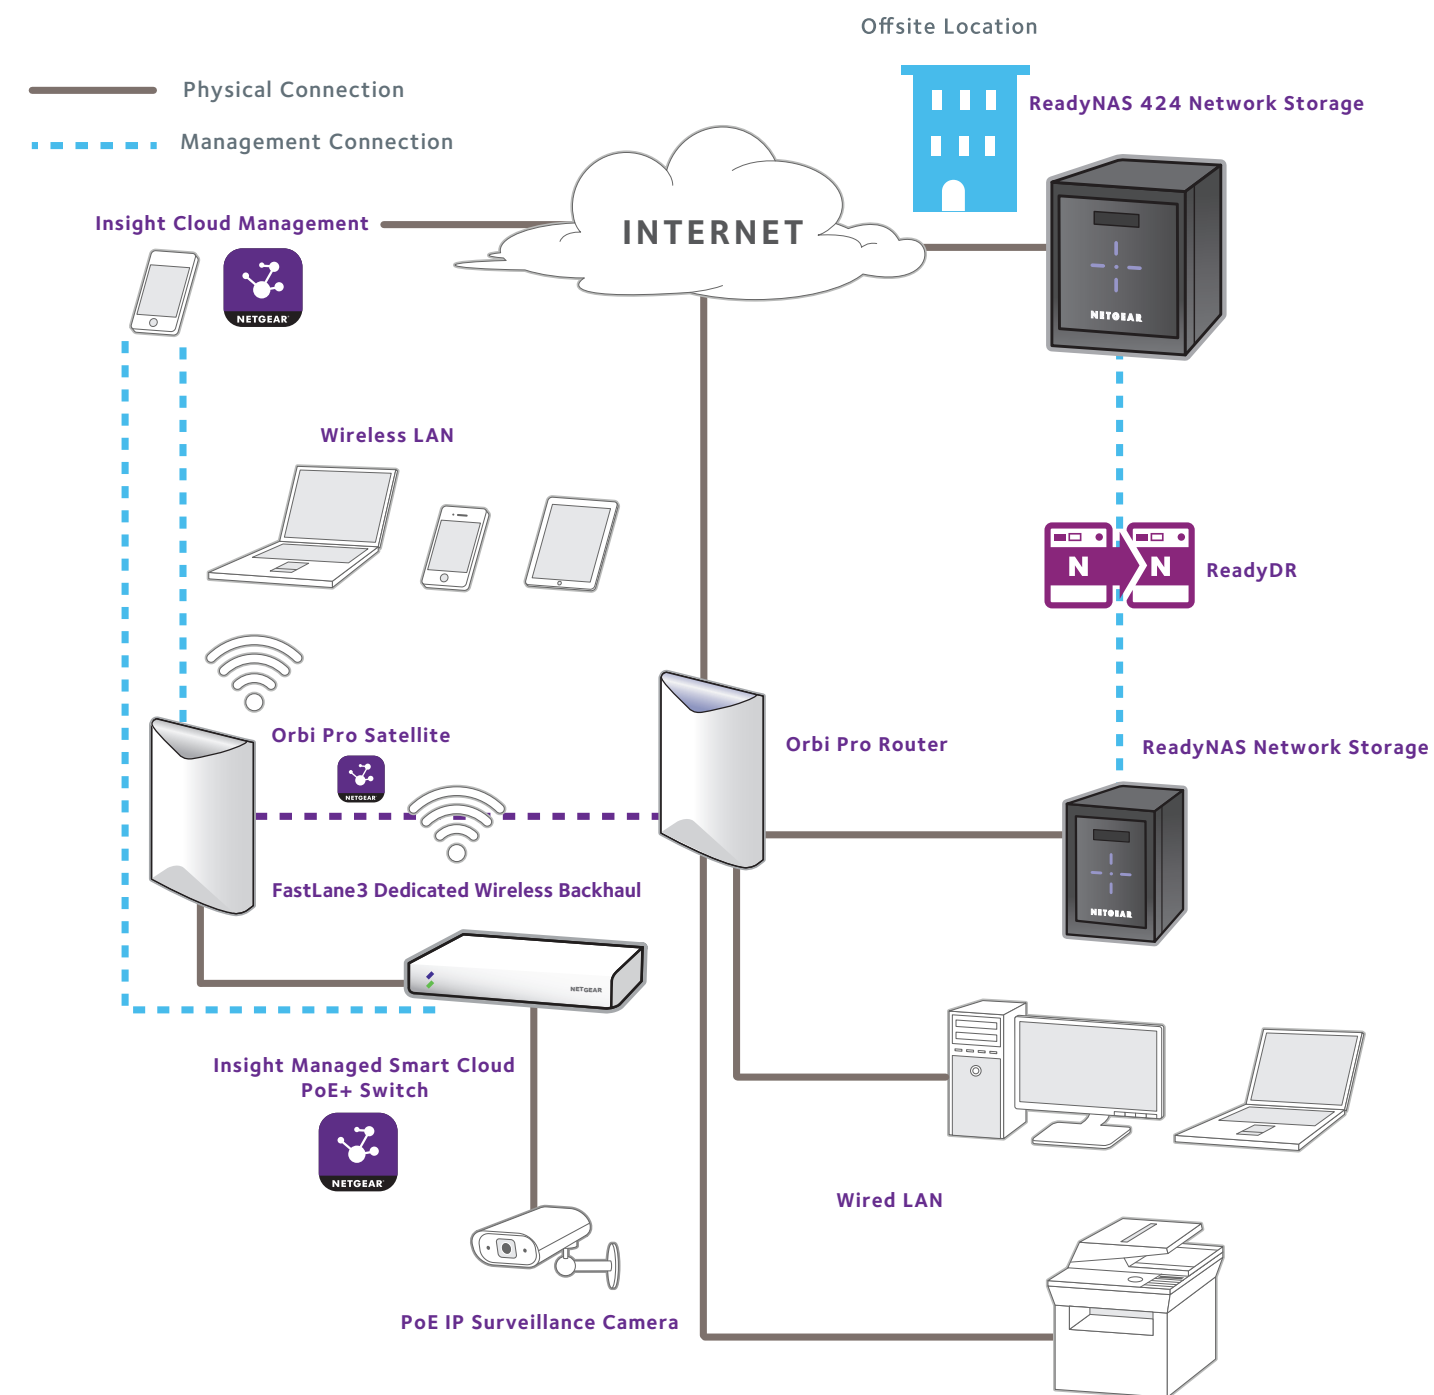 Offsite Location
Physical Connection
ReadyNAS 424 Network Storage
Management Connection
Insight Cloud Management
INTERNET
NETGEAR
NETGEAR
Wireless LAN
N N
ReadyDR
Orbi Pro Satellite
Orbi Pro Router
ReadyNAS Network Storage
NETGEAR
FastLane3 Dedicated Wireless Backhaul
NETGEAR
NETGEAR
Insight Managed Smart Cloud
PoE+ Switch
NETGEAR
Wired LAN
PoE IP Surveillance Camera